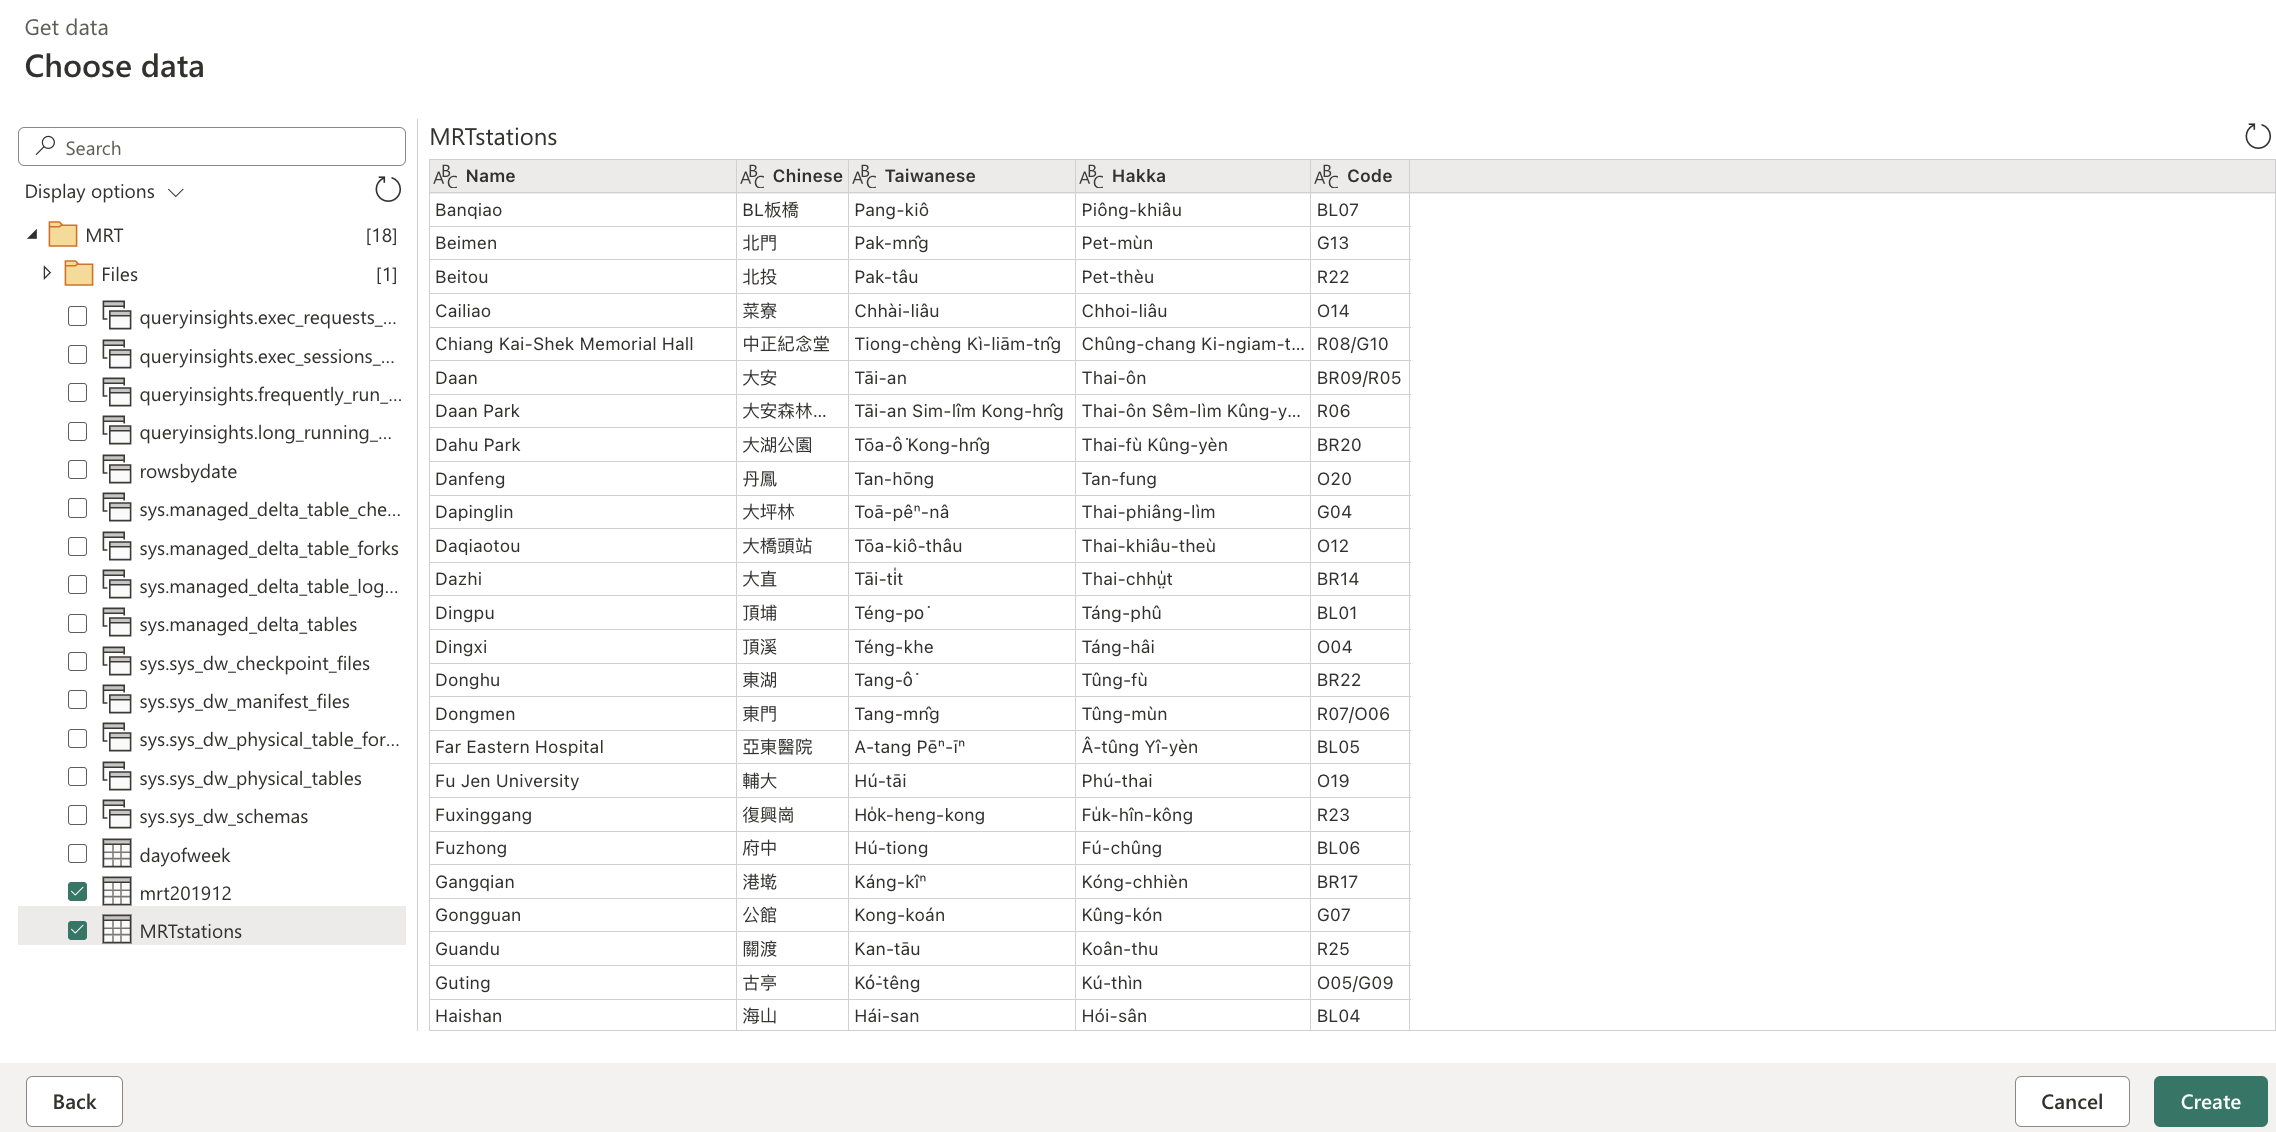 Get data
Choose data
Search
Display options
MRT [18]
Files [1]
queryinsights.exec_requests_...
queryinsights.exec_sessions_...
queryinsights.frequently_run_...
queryinsights.long_running_...
rowsbydate
sys.managed_delta_table_che...
sys.managed_delta_table_forks
sys.managed_delta_table_log...
sys.managed_delta_tables
sys.sys_dw_checkpoint_files
sys.sys_dw_manifest_files
sys.sys_dw_physical_table_for...
sys.sys_dw_physical_tables
sys.sys_dw_schemas
dayofweek
mrt201912
MRTstations
MRTstations
ABC Name ABC Chinese ABC Taiwanese ABC Hakka ABC Code
Banqiao BL板橋 Pang-kiô Piông-khiâu BL07
Beimen 北門 Pak-mn̂g Pet-mùn G13
Beitou 北投 Pak-tâu Pet-thèu R22
Cailiao 菜寮 Chhài-liâu Chhoi-liâu O14
Chiang Kai-Shek Memorial Hall 中正紀念堂 Tiong-chèng Kì-liām-tn̂g Chûng-chang Ki-ngiam-t... R08/G10
Daan 大安 Tāi-an Thai-ôn BR09/R05
Daan Park 大安森林... Tāi-an Sim-lîm Kong-hn̂g Thai-ôn Sêm-lìm Kûng-y... R06
Dahu Park 大湖公園 Tōa-ô͘ Kong-hn̂g Thai-fù Kûng-yèn BR20
Danfeng 丹鳳 Tan-hōng Tan-fung O20
Dapinglin 大坪林 Toā-pêⁿ-nâ Thai-phiâng-lìm G04
Daqiaotou 大橋頭站 Tōa-kiô-thâu Thai-khiâu-theù O12
Dazhi 大直 Tāi-ti̍t Thai-chhṳ̍t BR14
Dingpu 頂埔 Téng-po͘ Táng-phû BL01
Dingxi 頂溪 Téng-khe Táng-hâi O04
Donghu 東湖 Tang-ô͘ Tûng-fù BR22
Dongmen 東門 Tang-mn̂g Tûng-mùn R07/O06
Far Eastern Hospital 亞東醫院 A-tang Pēⁿ-īⁿ Â-tûng Yî-yèn BL05
Fu Jen University 輔大 Hú-tāi Phú-thai O19
Fuxinggang 復興崗 Ho̍k-heng-kong Fu̍k-hîn-kông R23
Fuzhong 府中 Hú-tiong Fú-chûng BL06
Gangqian 港墘 Káng-kîⁿ Kóng-chhièn BR17
Gongguan 公館 Kong-koán Kûng-kón G07
Guandu 關渡 Kan-tāu Koân-thu R25
Guting 古亭 Kó͘-têng Kú-thìn O05/G09
Haishan 海山 Hái-san Hói-sân BL04
Back
Cancel
Create